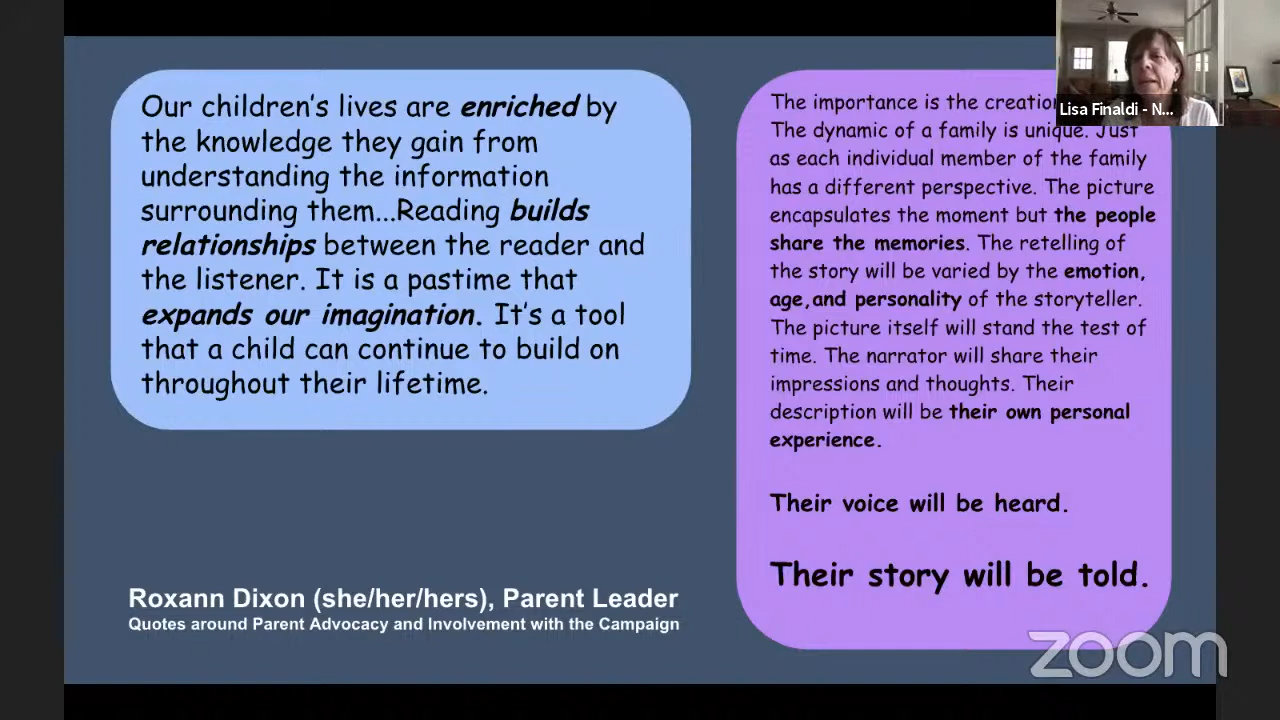 Our children's lives are enriched by
the knowledge they gain from
understanding the information
surrounding them...Reading builds
relationships between the reader and
the listener. It is a pastime that
expands our imagination. It's a tool
that a child can continue to build on
throughout their lifetime.
Roxann Dixon (she/her/hers), Parent Leader
Quotes around Parent Advocacy and Involvement with the Campaign
The importance is the
The dynamic of a family is unique. Just
as each individual member of the family
has a different perspective. The picture
encapsulates the moment but the people
share the memories. The retelling of
the story will be varied by the emotion,
age,and personality of the storyteller.
The picture itself will stand the test of
time. The narrator will share their
impressions and thoughts. Their
description will be their own personal
experience.
Their voice will be heard.
Their story will be told.
Lisa Finaldi - N...
zoom